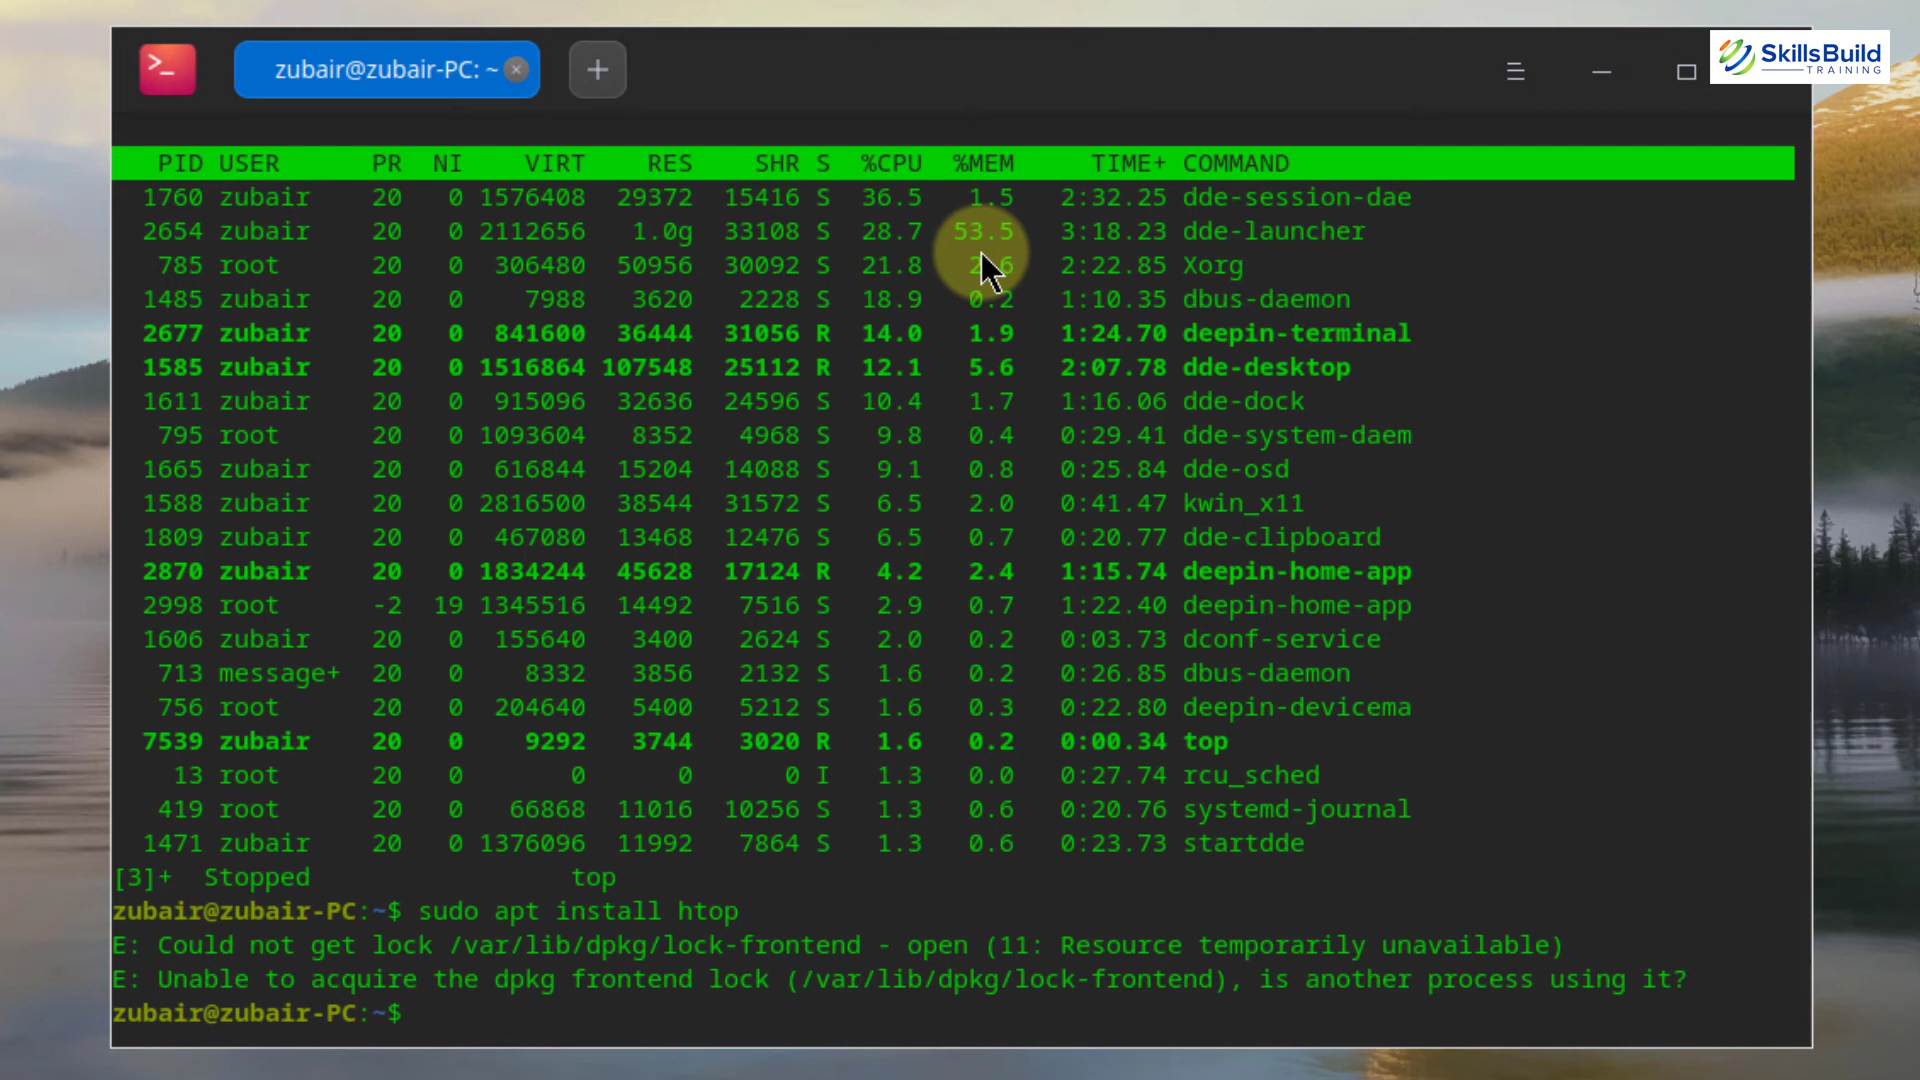 zubair@zubair-PC: ~
SkillsBuild
TRAINING
PID USER PR NI VIRT RES SHR S %CPU %MEM TIME+ COMMAND
1760 zubair 20 0 1576408 29372 15416 S 36.5 1.5 2:32.25 dde-session-dae
2654 zubair 20 0 2112656 1.0g 33108 S 28.7 53.5 3:18.23 dde-launcher
785 root 20 0 306480 50956 30092 S 21.8 2.6 2:22.85 Xorg
1485 zubair 20 0 7988 3620 2228 S 18.9 0.2 1:10.35 dbus-daemon
2677 zubair 20 0 841600 36444 31056 R 14.0 1.9 1:24.70 deepin-terminal
1585 zubair 20 0 1516864 107548 25112 R 12.1 5.6 2:07.78 dde-desktop
1611 zubair 20 0 915096 32636 24596 S 10.4 1.7 1:16.06 dde-dock
795 root 20 0 1093604 8352 4968 S 9.8 0.4 0:29.41 dde-system-daem
1665 zubair 20 0 616844 15204 14088 S 9.1 0.8 0:25.84 dde-osd
1588 zubair 20 0 2816500 38544 31572 S 6.5 2.0 0:41.47 kwin_x11
1809 zubair 20 0 467080 13468 12476 S 6.5 0.7 0:20.77 dde-clipboard
2870 zubair 20 0 1834244 45628 17124 R 4.2 2.4 1:15.74 deepin-home-app
2998 root -2 19 1345516 14492 7516 S 2.9 0.7 1:22.40 deepin-home-app
1606 zubair 20 0 155640 3400 2624 S 2.0 0.2 0:03.73 dconf-service
713 message+ 20 0 8332 3856 2132 S 1.6 0.2 0:26.85 dbus-daemon
756 root 20 0 204640 5400 5212 S 1.6 0.3 0:22.80 deepin-devicema
7539 zubair 20 0 9292 3744 3020 R 1.6 0.2 0:00.34 top
13 root 20 0 0 0 0 I 1.3 0.0 0:27.74 rcu_sched
419 root 20 0 66868 11016 10256 S 1.3 0.6 0:20.76 systemd-journal
1471 zubair 20 0 1376096 11992 7864 S 1.3 0.6 0:23.73 startdde
[3]+ Stopped top
zubair@zubair-PC:~$ sudo apt install htop
E: Could not get lock /var/lib/dpkg/lock-frontend - open (11: Resource temporarily unavailable)
E: Unable to acquire the dpkg frontend lock (/var/lib/dpkg/lock-frontend), is another process using it?
zubair@zubair-PC:~$